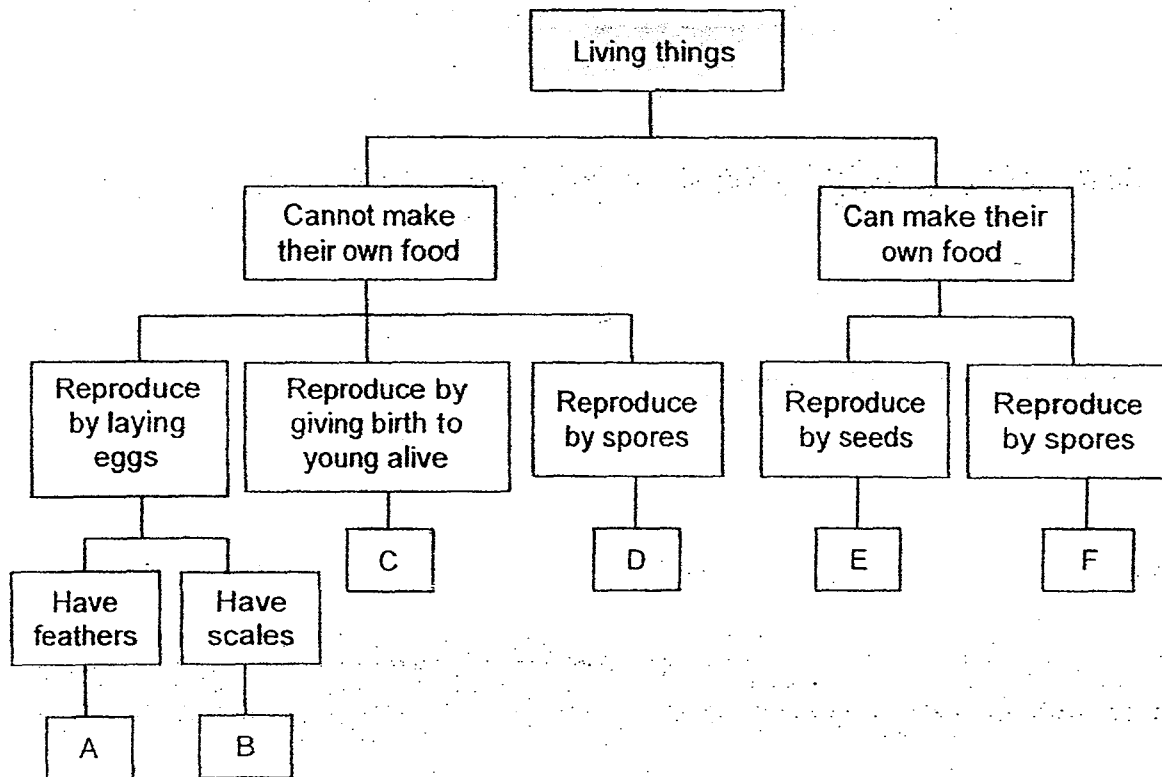 Living things
Cannot make
their own food
Can make their
own food
Reproduce
by laying
eggs
Reproduce by
giving birth to
young alive
Reproduce
by spores
Reproduce
by seeds
Reproduce
by spores
C
D
E
F
Have
feathers
Have
scales
A
B